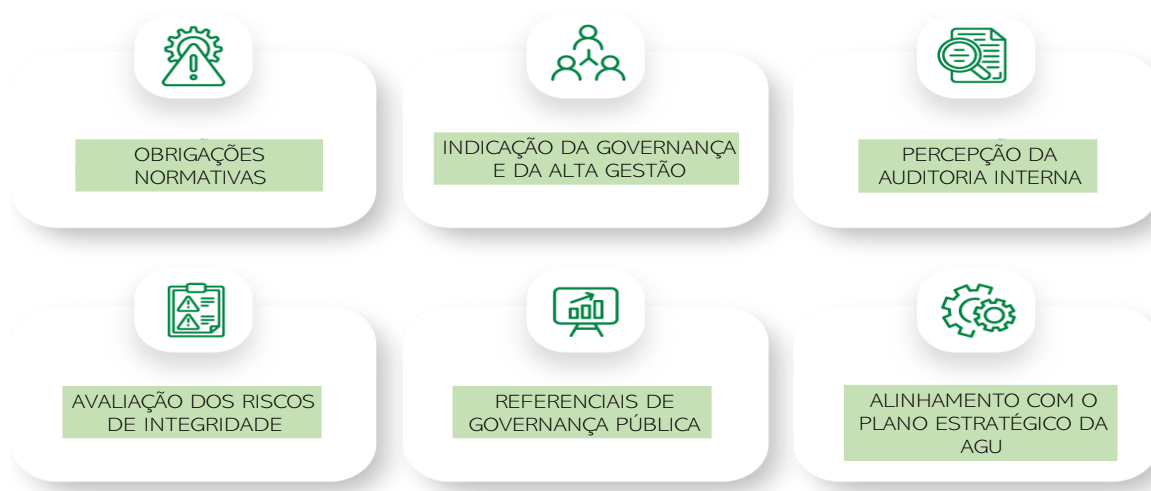 OBRIGAÇÕES
NORMATIVAS
INDICAÇÃO DA GOVERNANÇA
E DA ALTA GESTÃO
PERCEPÇÃO DA
AUDITORIA INTERNA
AVALIAÇÃO DOS RISCOS
DE INTEGRIDADE
REFERENCIAIS DE
GOVERNANÇA PÚBLICA
ALINHAMENTO COM O
PLANO ESTRATÉGICO DA
AGU